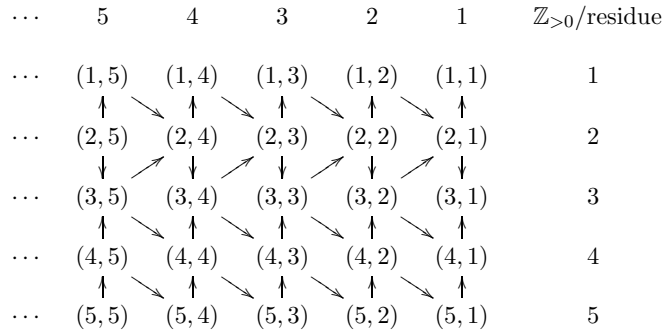 ⋯ 5 4 3 2 1 ℤ>0/residue
⋯ (1, 5) (1, 4) (1, 3) (1, 2) (1, 1) 1
⋯ (2, 5) (2, 4) (2, 3) (2, 2) (2, 1) 2
⋯ (3, 5) (3, 4) (3, 3) (3, 2) (3, 1) 3
⋯ (4, 5) (4, 4) (4, 3) (4, 2) (4, 1) 4
⋯ (5, 5) (5, 4) (5, 3) (5, 2) (5, 1) 5